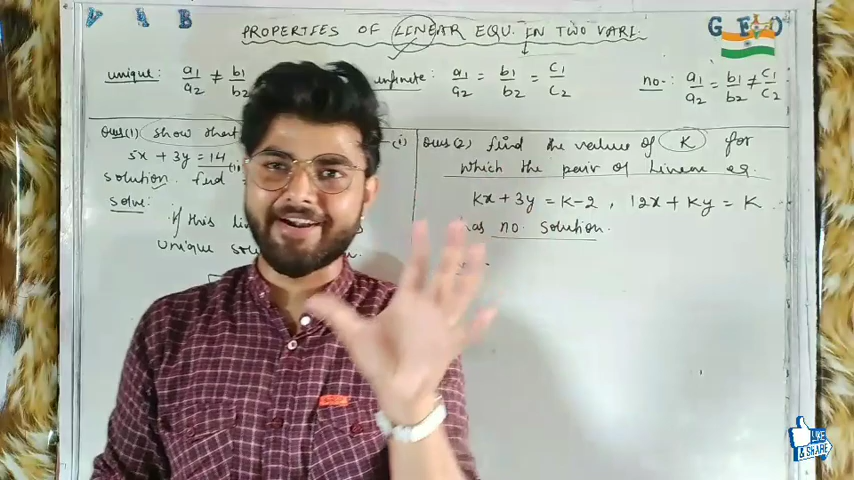 V I B
PROPERTIES OF LINEAR EQU. IN TWO VARI.
GEO
unique: a1/a2 ≠ b1/b2
infinite: a1/a2 = b1/b2 = c1/c2
no-: a1/a2 = b1/b2 ≠ c1/c2
Ques(1) Show that -(i)
5x + 3y = 14
solution. find
solve:
if this
unique
Ques(2) find the value of K for
which the pair of Linear eq.
Kx + 3y = K-2, 12x + Ky = K
has no. solution.
LIKE
& SHARE